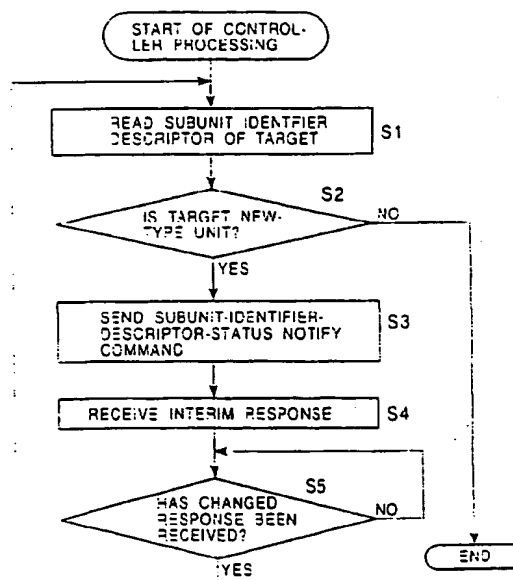 START OF CONTROL-
LER PROCESSING
READ SUBUNIT IDENTFIER
DESCRIPTOR OF TARGET
S1
S2
IS TARGET NEW-
TYPE UNIT?
NO
YES
SEND SUBUNIT-IDENTIFIER-
DESCRIPTOR-STATUS NOTIFY
COMMAND
S3
RECEIVE INTERIM RESPONSE
S4
S5
HAS CHANGED
RESPONSE BEEN
RECEIVED?
NO
END
YES